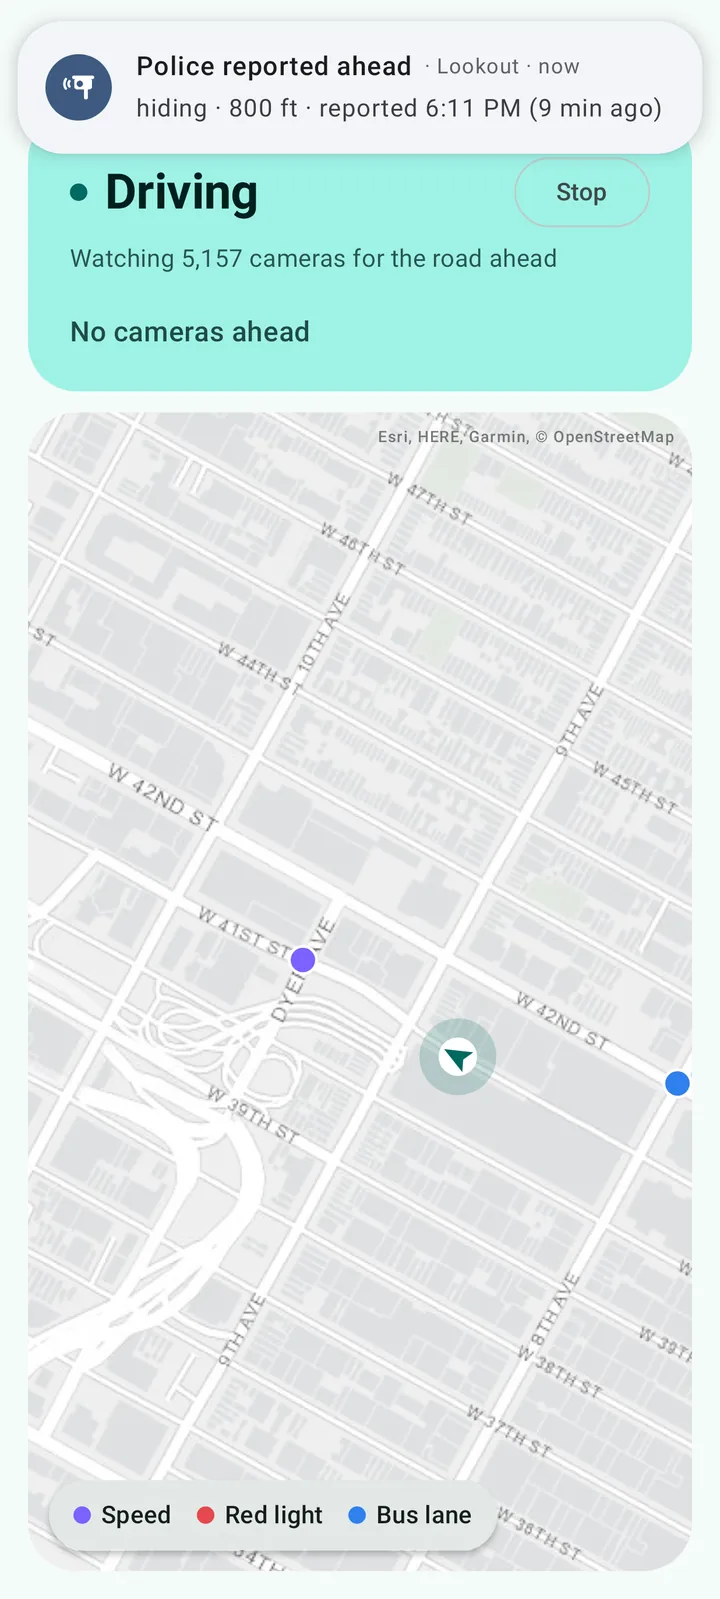 Police reported ahead · Lookout · now
hiding · 800 ft · reported 6:11 PM (9 min ago)
Driving
Stop
Watching 5,157 cameras for the road ahead
No cameras ahead
Esri, HERE, Garmin, © OpenStreetMap
W 47TH ST
W 46TH ST
10TH AVE
ST
W 44TH ST
9TH AVE
W 45TH ST
W 42ND ST
W 41ST ST
DYER AVE
W 42ND ST
W 39TH ST
9TH AVE
8TH AVE
W 39TH
W 38TH ST
W 37TH ST
W 36TH ST
34TH
Speed
Red light
Bus lane